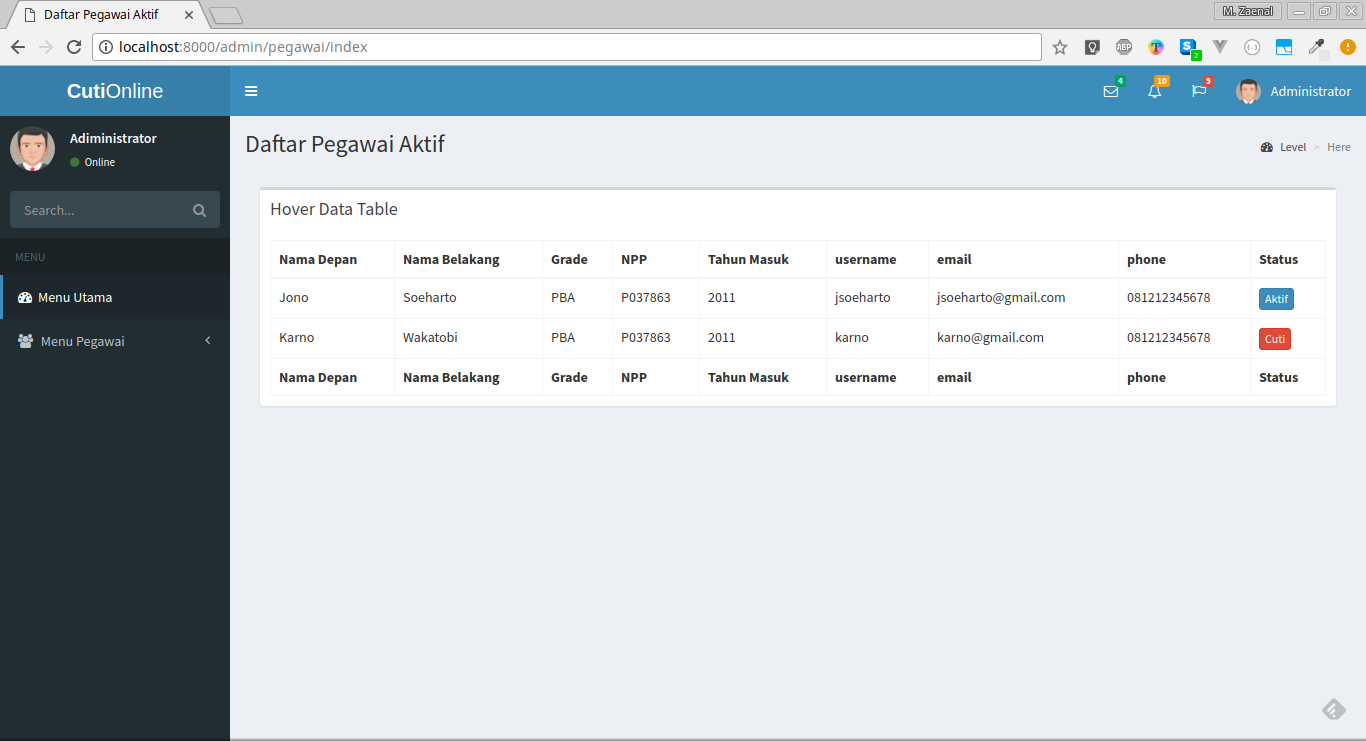 Daftar Pegawai Aktif
M. Zaenal
localhost:8000/admin/pegawai/index
ABP
T
S
2
CutiOnline
4
10
9
Administrator
Adiministrator
Online
Search...
MENU
Menu Utama
Menu Pegawai
Daftar Pegawai Aktif
Level > Here
Hover Data Table
Nama Depan Nama Belakang Grade NPP Tahun Masuk username email phone Status
Jono Soeharto PBA P037863 2011 jsoeharto jsoeharto@gmail.com 081212345678 Aktif
Karno Wakatobi PBA P037863 2011 karno karno@gmail.com 081212345678 Cuti
Nama Depan Nama Belakang Grade NPP Tahun Masuk username email phone Status